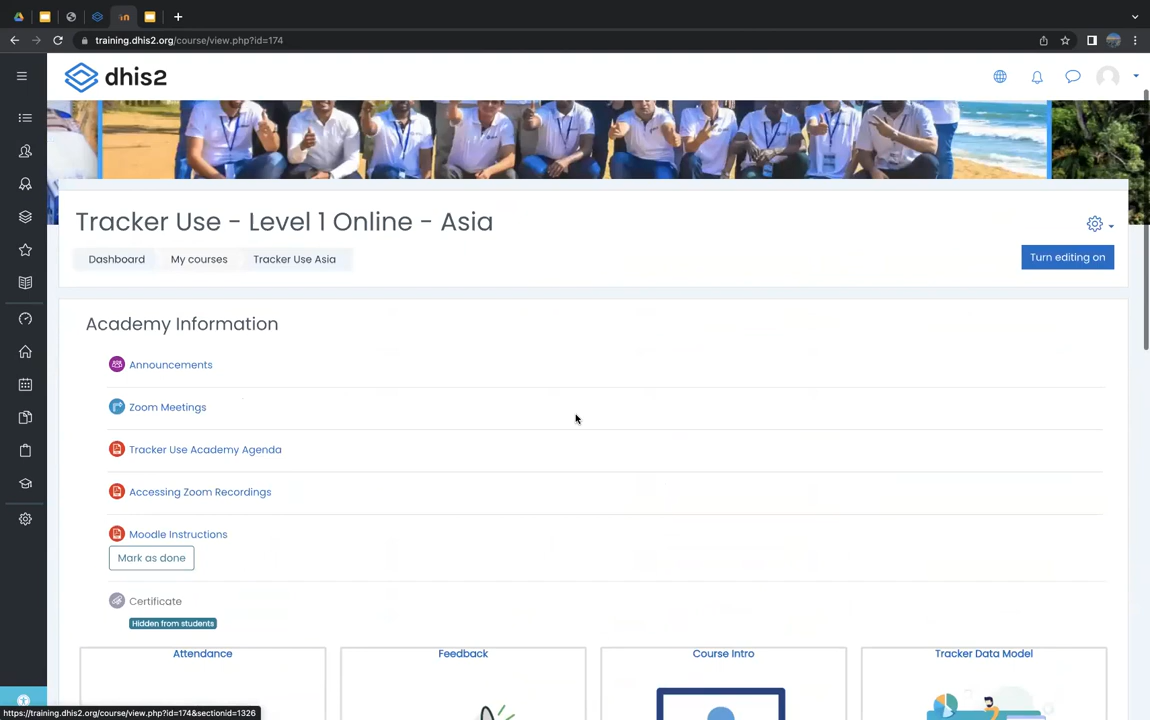 training.dhis2.org/course/view.php?id=174
dhis2
Tracker Use - Level 1 Online - Asia
Dashboard
My courses
Tracker Use Asia
Turn editing on
Academy Information
Announcements
Zoom Meetings
Tracker Use Academy Agenda
Accessing Zoom Recordings
Moodle Instructions
Mark as done
Certificate
Hidden from students
Attendance
Feedback
Course Intro
Tracker Data Model
https://training.dhis2.org/course/view.php?id=174&sectionid=1326